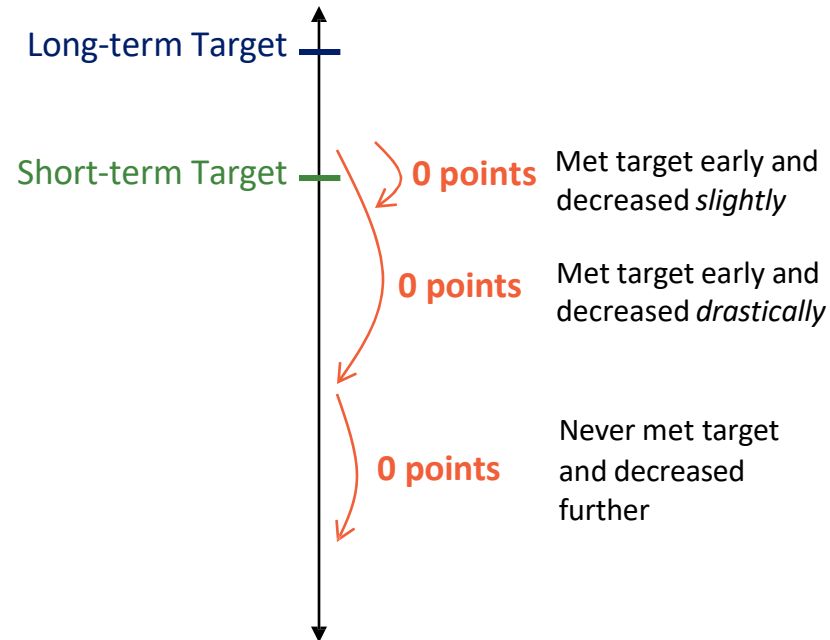 Long-term Target
Short-term Target
0 points
Met target early and
decreased slightly
0 points
Met target early and
decreased drastically
0 points
Never met target
and decreased
further